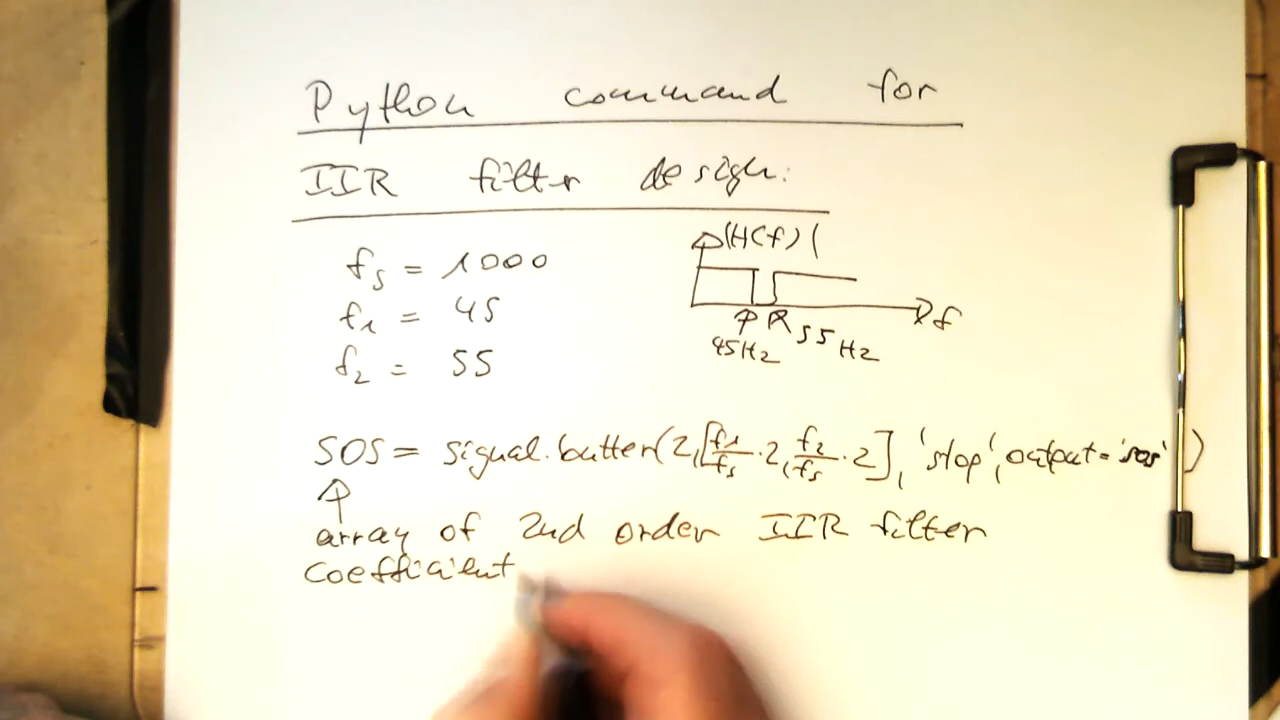 Python command for
IIR filter design:
fs = 1000
f1 = 45
f2 = 55
|H(f)|
f
45Hz
55Hz
SOS = signal.butter(2,[f1/fs·2, f2/fs·2], 'stop', output='sos')
array of 2nd order IIR filter
coefficient